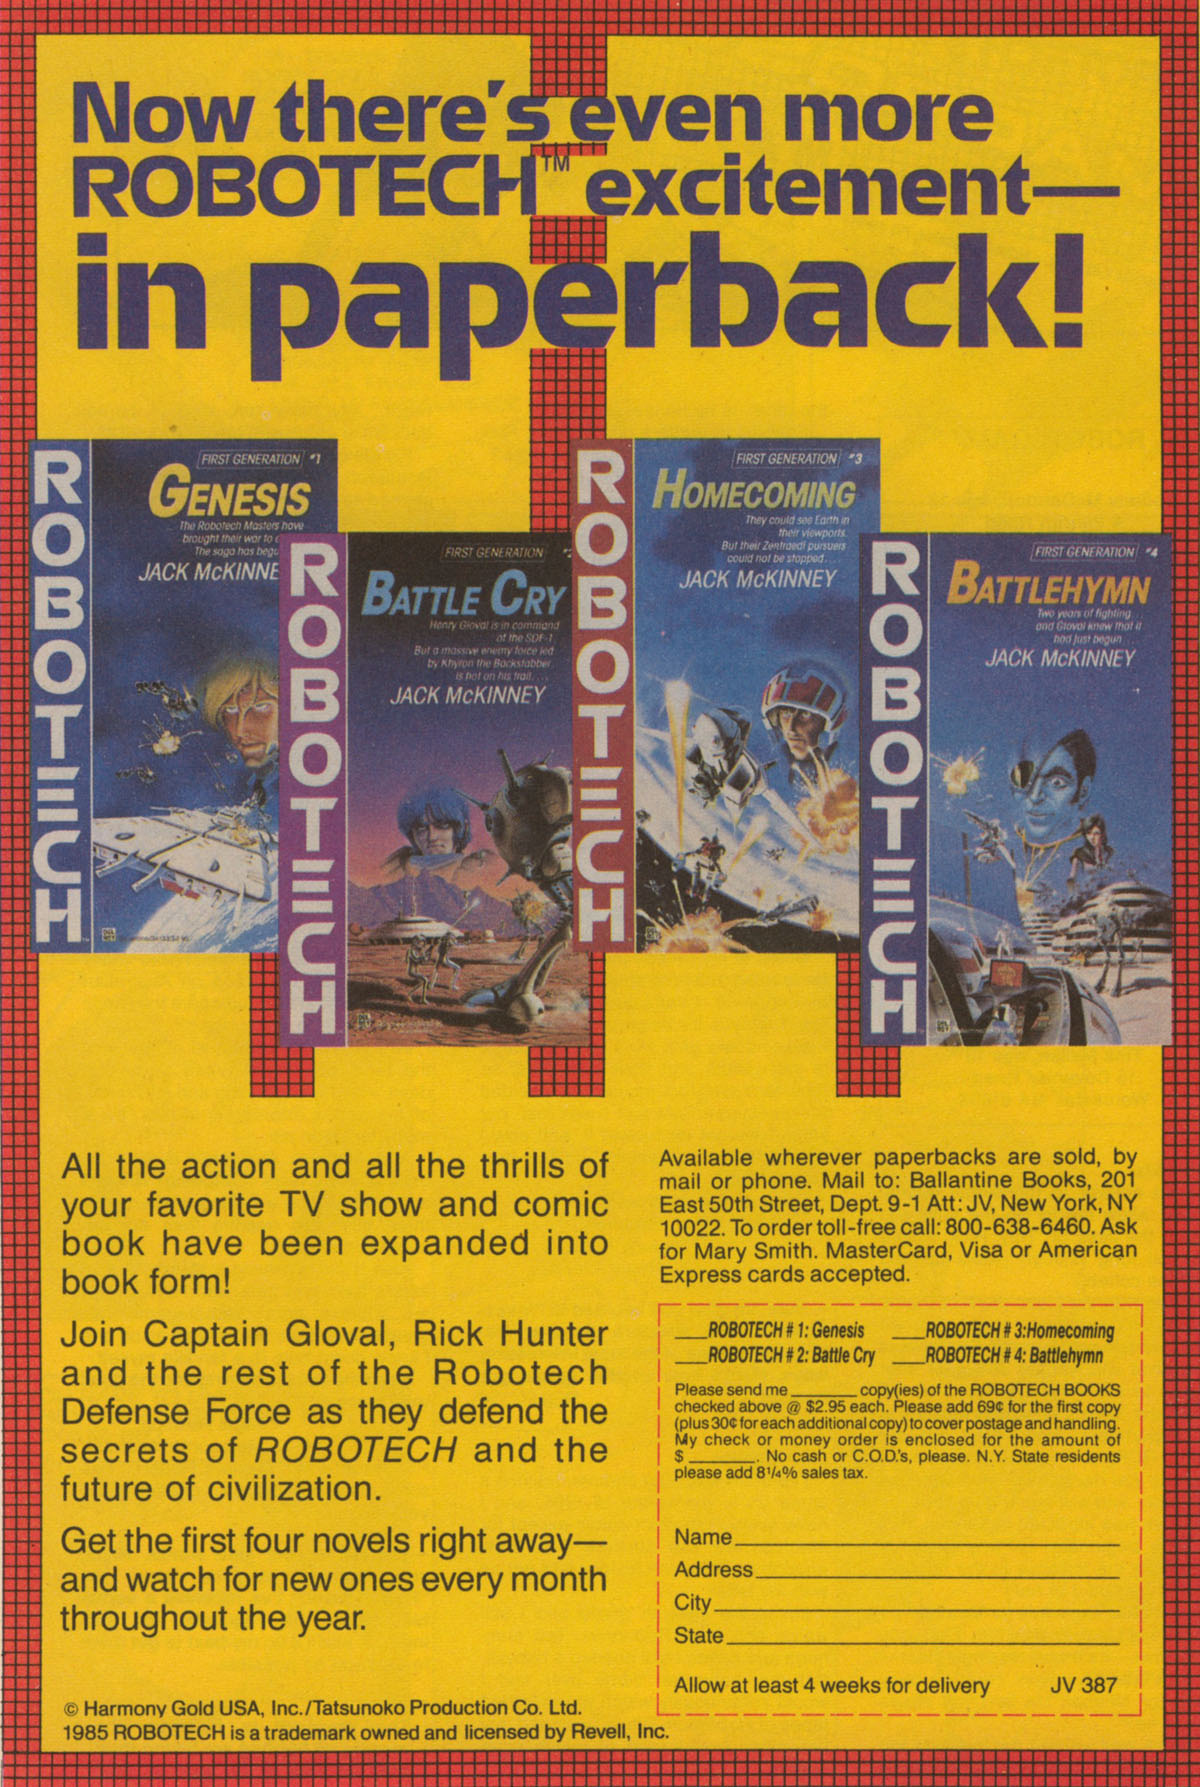 Now there's even more
ROBOTECH™ excitement—
in paperback!
ROBOTECH
FIRST GENERATION #1
GENESIS
The Robotech Masters have
brought their war to
The saga has begu
JACK McKINNE
ROBOTECH
FIRST GENERATION
BATTLE CRY
Henry Gloval is in command
of the SDF-1.
But a massive enemy force led
by Khyron the Backstabber
is hot on his trail. . . .
JACK McKINNEY
ROBOTECH
FIRST GENERATION #3
HOMECOMING
They could see Earth in
their viewports.
But their Zentraedi pursuers
could not be stopped. . .
JACK McKINNEY
ROBOTECH
FIRST GENERATION #4
BATTLEHYMN
Two years of fighting
and Gloval knew that it
had just begun . . .
JACK McKINNEY
All the action and all the thrills of
your favorite TV show and comic
book have been expanded into
book form!
Join Captain Gloval, Rick Hunter
and the rest of the Robotech
Defense Force as they defend the
secrets of ROBOTECH and the
future of civilization.
Get the first four novels right away—
and watch for new ones every month
throughout the year.
© Harmony Gold USA, Inc./Tatsunoko Production Co. Ltd.
1985 ROBOTECH is a trademark owned and licensed by Revell, Inc.
Available wherever paperbacks are sold, by
mail or phone. Mail to: Ballantine Books, 201
East 50th Street, Dept. 9-1 Att: JV, New York, NY
10022. To order toll-free call: 800-638-6460. Ask
for Mary Smith. MasterCard, Visa or American
Express cards accepted.
____ROBOTECH # 1: Genesis ____ROBOTECH # 3:Homecoming
____ROBOTECH # 2: Battle Cry ____ROBOTECH # 4: Battlehymn
Please send me ________ copy(ies) of the ROBOTECH BOOKS
checked above @ $2.95 each. Please add 69¢ for the first copy
(plus 30¢ for each additional copy) to cover postage and handling.
My check or money order is enclosed for the amount of
$ ________. No cash or C.O.D.'s, please. N.Y. State residents
please add 8¼% sales tax.
Name
Address
City
State
Allow at least 4 weeks for delivery JV 387